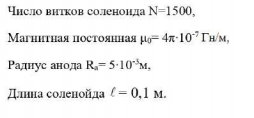 Число витков соленоида N=1500,
Магнитная постоянная μ₀= 4π·10⁻⁷ Гн/м,
Радиус анода Rₐ= 5·10⁻³м,
Длина соленойда ℓ = 0,1 м.